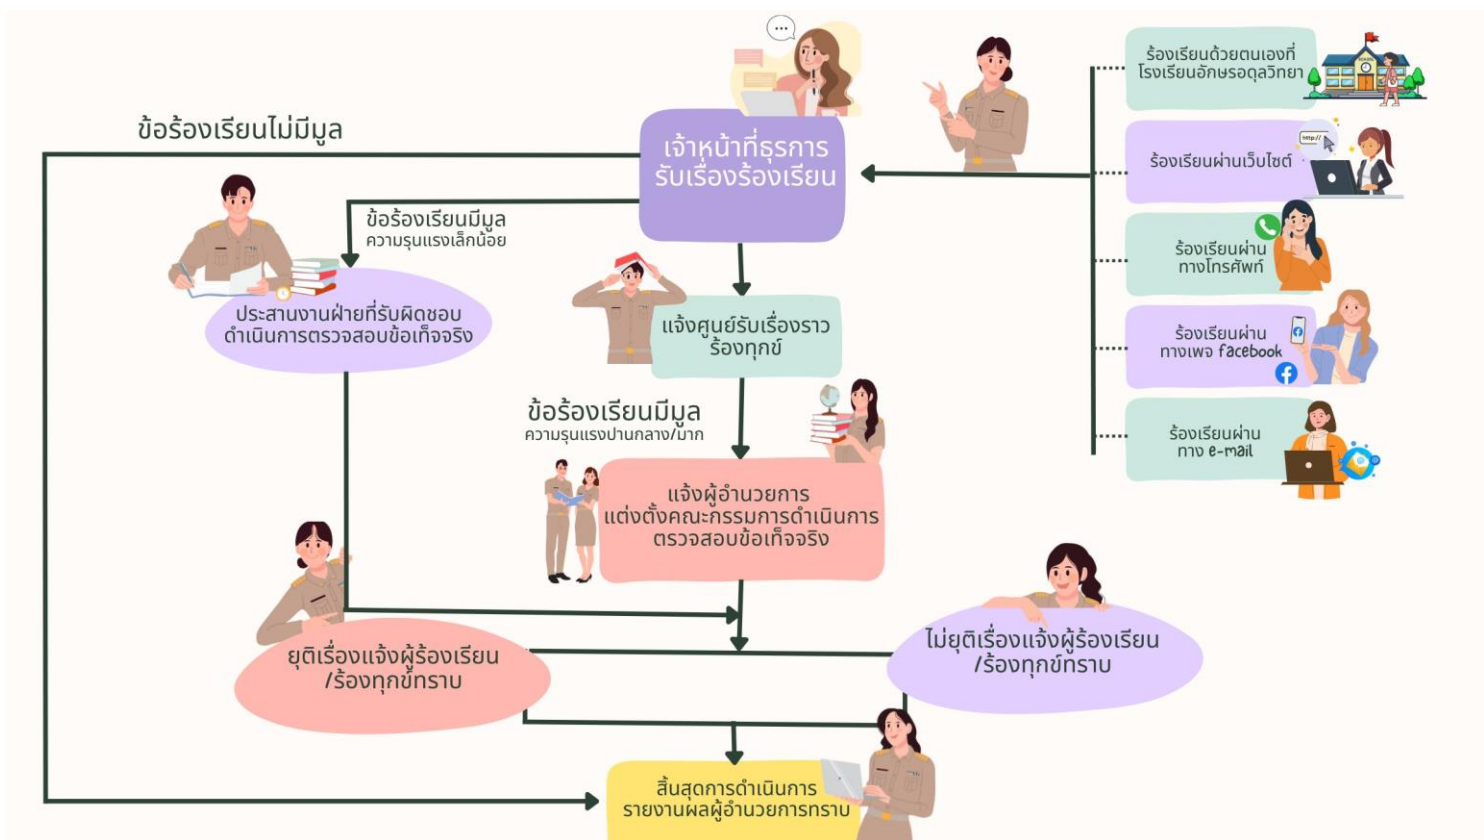 ร้องเรียนด้วยตนเองที่
โรงเรียนอักษรอดุลวิทยา
ร้องเรียนผ่านเว็บไซต์
http://
ร้องเรียนผ่าน
ทางโทรศัพท์
ร้องเรียนผ่าน
ทางเพจ facebook
ร้องเรียนผ่าน
ทาง e-mail
เจ้าหน้าที่ธุรการ
รับเรื่องร้องเรียน
ข้อร้องเรียนไม่มีมูล
ข้อร้องเรียนมีมูล
ความรุนแรงเล็กน้อย
ประสานงานฝ่ายที่รับผิดชอบ
ดำเนินการตรวจสอบข้อเท็จจริง
แจ้งศูนย์รับเรื่องราว
ร้องทุกข์
ข้อร้องเรียนมีมูล
ความรุนแรงปานกลาง/มาก
แจ้งผู้อำนวยการ
แต่งตั้งคณะกรรมการดำเนินการ
ตรวจสอบข้อเท็จจริง
ยุติเรื่องแจ้งผู้ร้องเรียน
/ร้องทุกข์ทราบ
ไม่ยุติเรื่องแจ้งผู้ร้องเรียน
/ร้องทุกข์ทราบ
สิ้นสุดการดำเนินการ
รายงานผลผู้อำนวยการทราบ